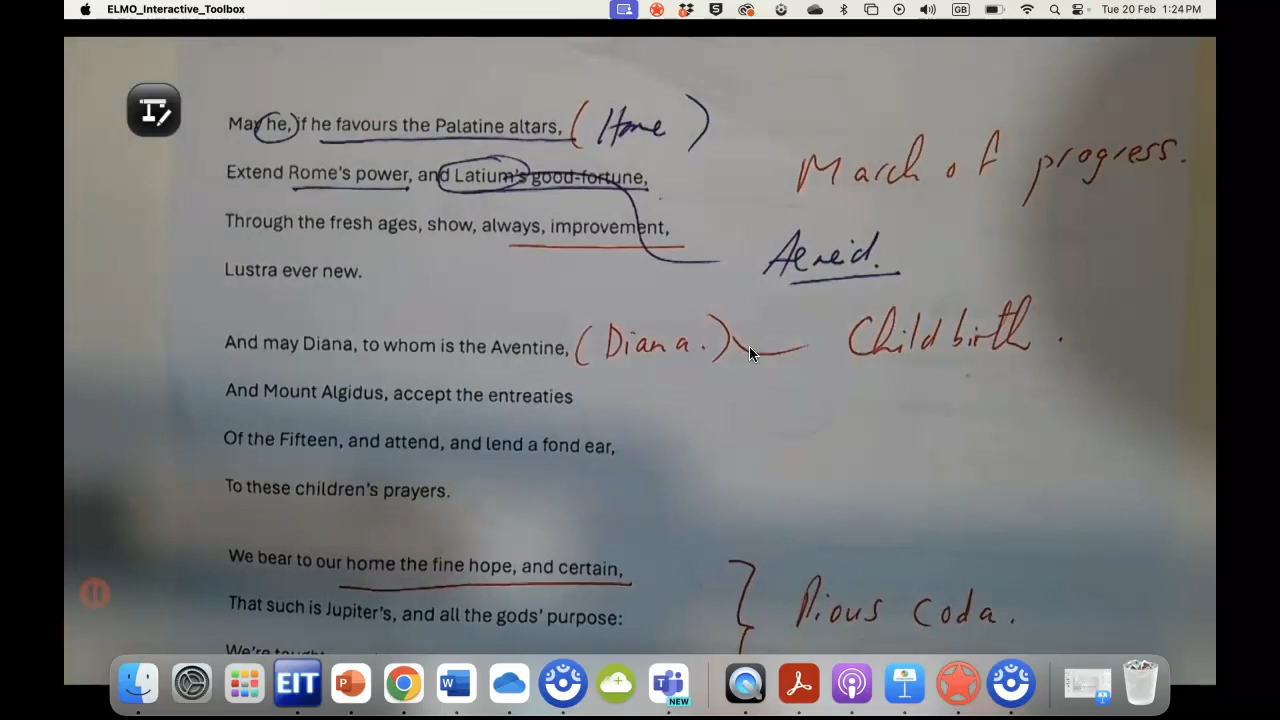 ELMO_Interactive_Toolbox
GB
Tue 20 Feb 1:24 PM
May he, if he favours the Palatine altars, (Home)
Extend Rome's power, and Latium's good-fortune,
March of progress.
Through the fresh ages, show, always, improvement,
Aeneid.
Lustra ever new.
And may Diana, to whom is the Aventine, (Diana.) Childbirth.
And Mount Algidus, accept the entreaties
Of the Fifteen, and attend, and lend a fond ear,
To these children's prayers.
We bear to our home the fine hope, and certain,
That such is Jupiter's, and all the gods' purpose:
Pious coda.
We're taught
EIT
NEW